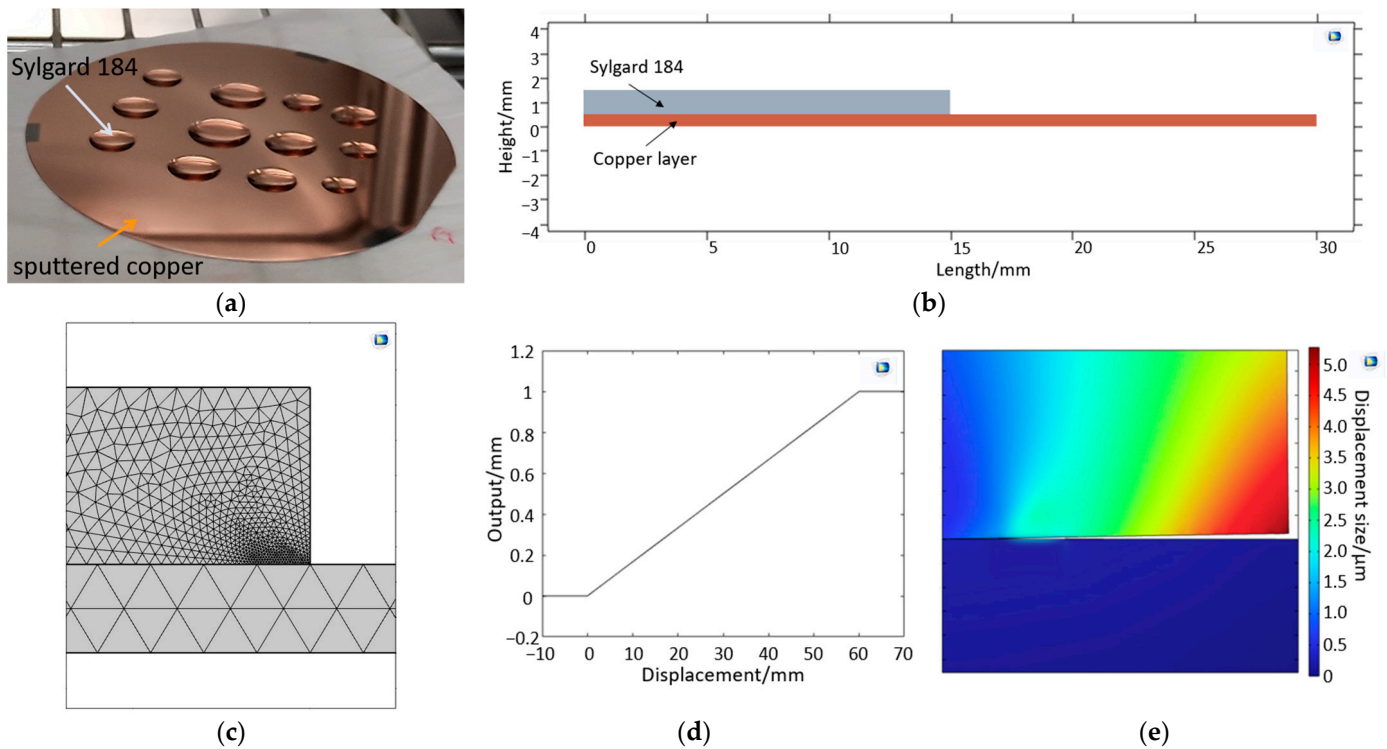 Sylgard 184
sputtered copper
(a)
4
3
2
1
0
−1
−2
−3
−4
Height/mm
Sylgard 184
Copper layer
0 5 10 15 20 25 30
Length/mm
(b)
(c)
1.2
1
0.8
0.6
0.4
0.2
0
−0.2
Output/mm
−10 0 10 20 30 40 50 60 70
Displacement/mm
(d)
5.0
4.5
4.0
3.5
3.0
2.5
2.0
1.5
1.0
0.5
0
Displacement size/μm
(e)